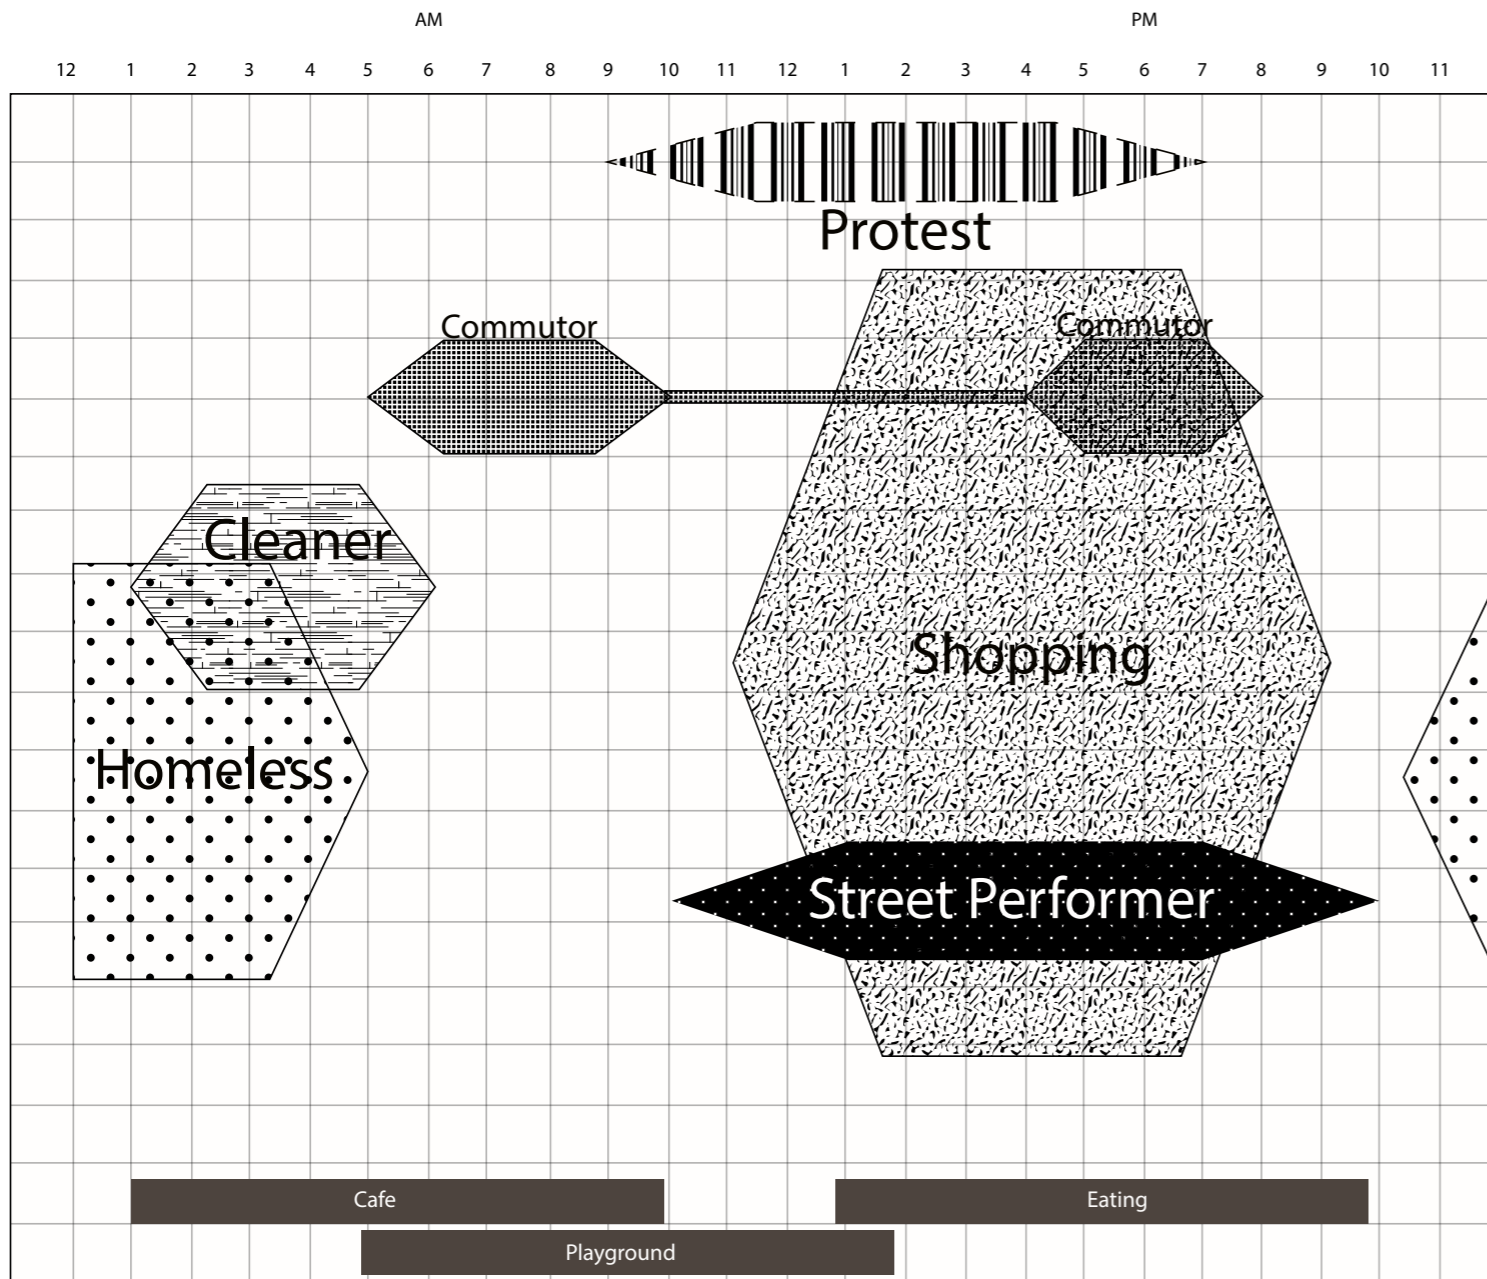 AM PM
12 1 2 3 4 5 6 7 8 9 10 11 12 1 2 3 4 5 6 7 8 9 10 11
Protest
Commutor Commutor
Cleaner
Shopping
Homeless
Street Performer
Cafe Eating
Playground